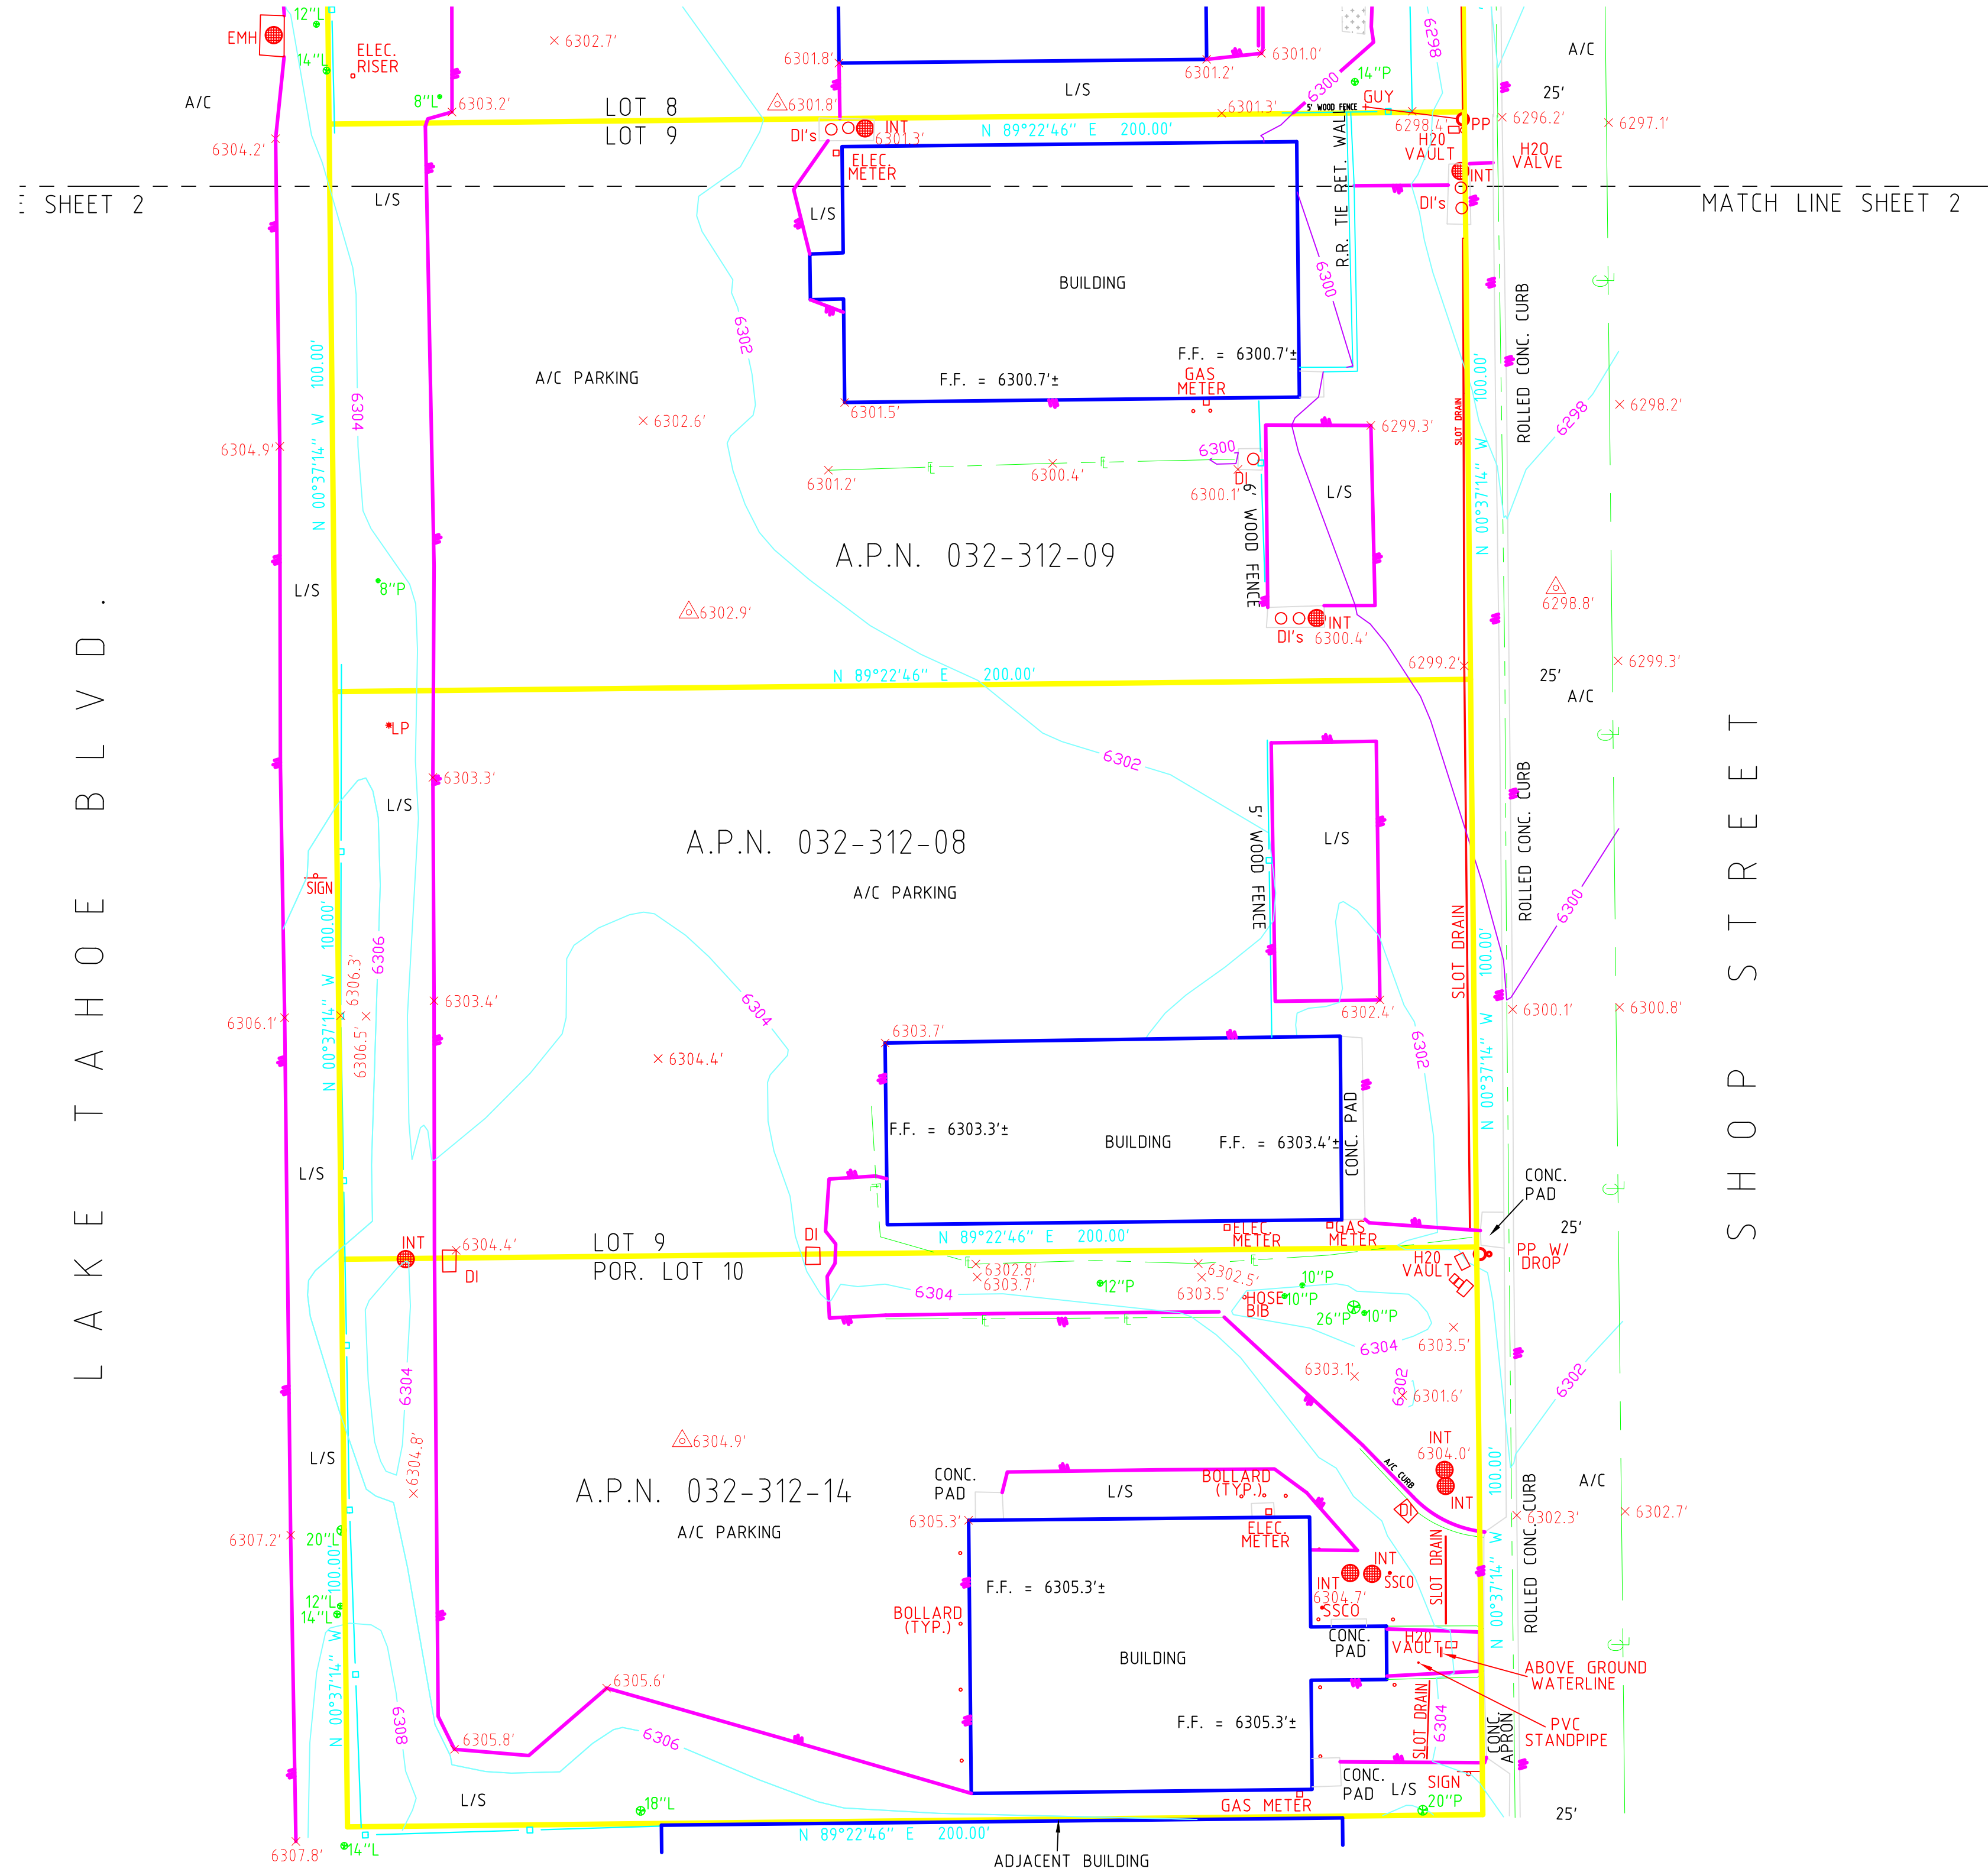 12"L
EMH
14"L
ELEC.
RISER
A/C
8"L
6303.2'
6304.2'
6302.7'
LOT 8
LOT 9
6301.8'
6301.8'
L/S
6301.2'
6301.0'
6301.3'
6300
14"P
GUY
5' WOOD FENCE
6298
6298.4'
PP
H20
VAULT
H2O
VALVE
INT
DI's
6296.2'
25'
A/C
6297.1'
DI's
INT
6301.3'
ELEC.
METER
N 89°22'46" E 200.00'
SHEET 2
MATCH LINE SHEET 2
L/S
L/S
R.R. TIE RET. WALL
BUILDING
6300
6302
ROLLED CONC. CURB
N 00°37'14" W 100.00'
6304
A/C PARKING
F.F. = 6300.7'±
F.F. = 6300.7'±
GAS
METER
6301.5'
6302.6'
6304.9'
6299.3'
SLOT DRAIN
N 00°37'14" W 100.00'
6298
6298.2'
6300
6301.2'
6300.4'
DI
6300.1'
L/S
6' WOOD FENCE
A.P.N. 032-312-09
L/S
8"P
6302.9'
DI's
INT
6300.4'
6298.8'
6299.2'
6299.3'
N 89°22'46" E 200.00'
25'
A/C
LAKE TAHOE BLVD.
SHOP STREET
LP
6303.3'
L/S
6302
ROLLED CONC. CURB
5' WOOD FENCE
L/S
A.P.N. 032-312-08
A/C PARKING
SIGN
N 00°37'14" W 100.00'
6306
6306.3'
6306.5'
6306.1'
6303.4'
6304
6304.4'
6303.7'
6302.4'
6302
SLOT DRAIN
N 00°37'14" W 100.00'
6300
6300.1'
6300.8'
F.F. = 6303.3'±
BUILDING
F.F. = 6303.4'±
CONC. PAD
L/S
CONC.
PAD
25'
INT
6304.4'
DI
LOT 9
POR. LOT 10
DI
N 89°22'46" E 200.00'
ELEC.
METER
GAS
METER
H20
VAULT
PP W/
DROP
6302.8'
6303.7'
6302.5'
6303.5'
12"P
10"P
10"P
HOSE
BIB
26"P
10"P
6304
6304
6303.5'
6303.1'
6302
6301.6'
6302
6304
6304.8'
L/S
6304.9'
A.P.N. 032-312-14
A/C PARKING
CONC.
PAD
L/S
BOLLARD
(TYP.)
A/C CURB
INT
6304.0'
INT
DI
N 00°37'14" W 100.00'
ROLLED CONC. CURB
A/C
6302.3'
6302.7'
6307.2'
20"L
6305.3'
ELEC.
METER
SLOT DRAIN
INT
SSCO
INT
6304.7'
SSCO
F.F. = 6305.3'±
12"L
14"L
N 00°37'14" W 100.00'
BOLLARD
(TYP.)
CONC.
PAD
H20
VAULT
BUILDING
ABOVE GROUND
WATERLINE
6305.6'
6308
6305.8'
6306
F.F. = 6305.3'±
SLOT DRAIN
6304
CONC.
APRON
PVC
STANDPIPE
L/S
18"L
CONC.
PAD
L/S
SIGN
GAS METER
20"P
25'
N 89°22'46" E 200.00'
14"L
6307.8'
ADJACENT BUILDING